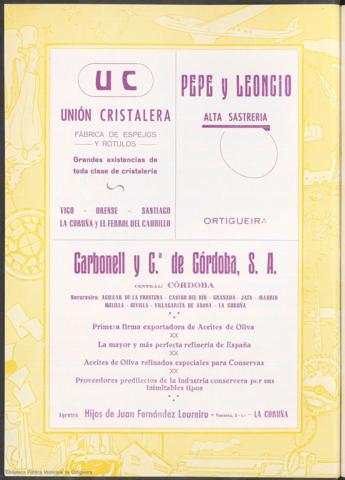 UC
UNIÓN CRISTALERA
FÁBRICA DE ESPEJOS
Y RÓTULOS
Grandes existencias de
toda clase de cristalería
VIGO - ORENSE - SANTIAGO
LA CORUÑA y EL FERROL DEL CAUDILLO
PEPE y LEONCIO
ALTA SASTRERIA
ORTIGUEIRA
Carbonell y C.ª de Córdoba, S. A.
CENTRAL: CÓRDOBA
Sucursales: AGUILAR DE LA FRONTERA - CASTRO DEL RÍO - GRANADA - JAÉN - MADRID
MELILLA - SEVILLA - VILLAGARCÍA DE AROSA - LA CORUÑA
Primera firma exportadora de Aceites de Oliva
XX
La mayor y más perfecta refinería de España
XX
Aceites de Oliva refinados especiales para Conservas
XX
Proveedores predilectos de la industria conservera por sus
inimitables tipos
Agentes: Hijos de Juan Fernández Loureiro - LA CORUÑA
Biblioteca Pública Municipal de Ortigueira